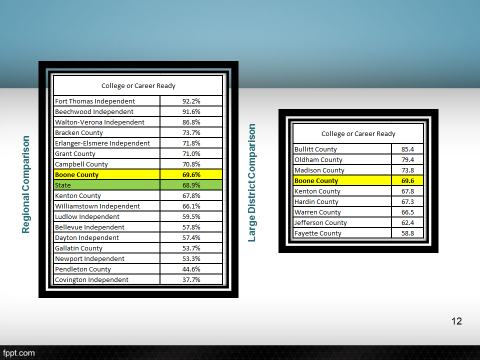 Regional Comparison
College or Career Ready
Fort Thomas Independent 92.2%
Beechwood Independent 91.6%
Walton-Verona Independent 86.8%
Bracken County 73.7%
Erlanger-Elsmere Independent 71.8%
Grant County 71.0%
Campbell County 70.8%
Boone County 69.6%
State 68.9%
Kenton County 67.8%
Williamstown Independent 66.1%
Ludlow Independent 59.5%
Bellevue Independent 57.8%
Dayton Independent 57.4%
Gallatin County 53.7%
Newport Independent 53.3%
Pendleton County 44.6%
Covington Independent 37.7%
Large District Comparison
College or Career Ready
Bullitt County 85.4
Oldham County 79.4
Madison County 73.8
Boone County 69.6
Kenton County 67.8
Hardin County 67.3
Warren County 66.5
Jefferson County 62.4
Fayette County 58.8
12
fppt.com